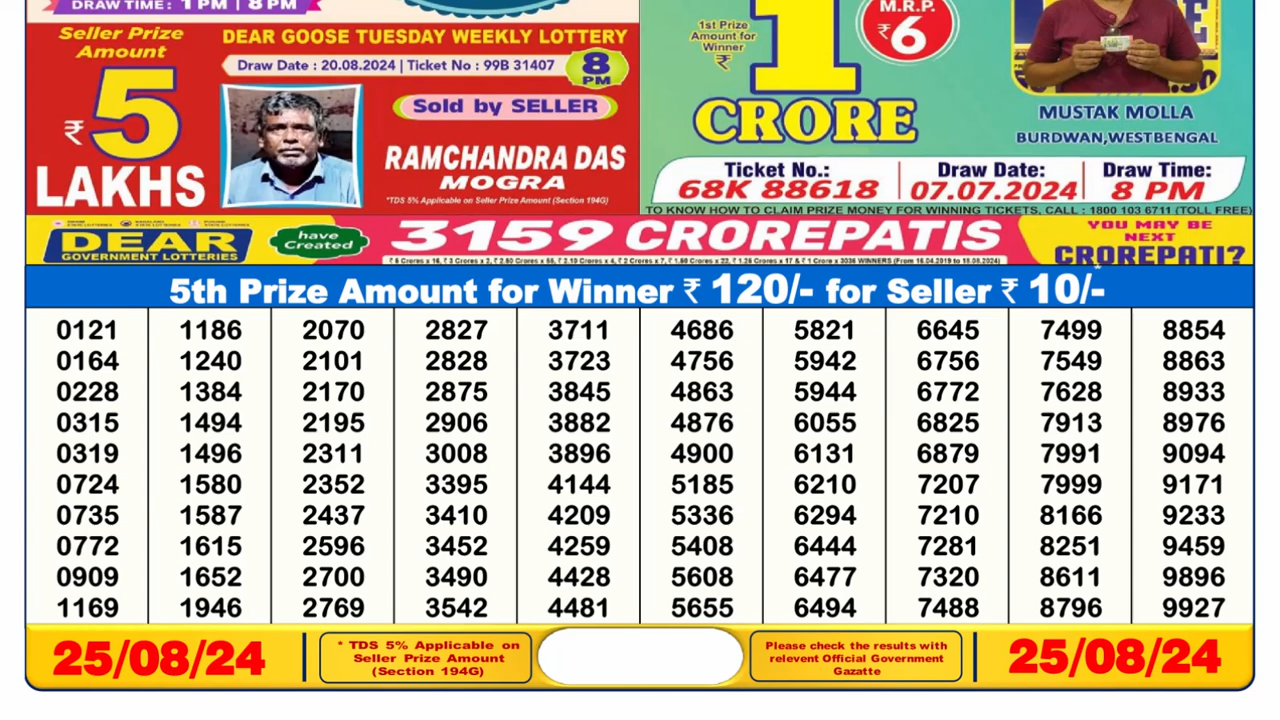 DRAW TIME: 1 PM | 8 PM
Seller Prize
Amount
₹ 5
LAKHS
DEAR GOOSE TUESDAY WEEKLY LOTTERY
Draw Date : 20.08.2024 | Ticket No : 99B 31407
8
PM
Sold by SELLER
RAMCHANDRA DAS
MOGRA
*TDS 5% Applicable on Seller Prize Amount (Section 194G)
1st Prize
Amount for
Winner
₹
1
CRORE
M.R.P.
₹6
MUSTAK MOLLA
BURDWAN,WESTBENGAL
Ticket No.: Draw Date: Draw Time:
68K 88618 07.07.2024 8 PM
TO KNOW HOW TO CLAIM PRIZE MONEY FOR WINNING TICKETS, CALL : 1800 103 6711 (TOLL FREE)
DEAR
GOVERNMENT LOTTERIES
have
Created
3159 CROREPATIS
YOU MAY BE
NEXT
CROREPATI?
5th Prize Amount for Winner ₹ 120/- for Seller ₹ 10/-
0121 1186 2070 2827 3711 4686 5821 6645 7499 8854
0164 1240 2101 2828 3723 4756 5942 6756 7549 8863
0228 1384 2170 2875 3845 4863 5944 6772 7628 8933
0315 1494 2195 2906 3882 4876 6055 6825 7913 8976
0319 1496 2311 3008 3896 4900 6131 6879 7991 9094
0724 1580 2352 3395 4144 5185 6210 7207 7999 9171
0735 1587 2437 3410 4209 5336 6294 7210 8166 9233
0772 1615 2596 3452 4259 5408 6444 7281 8251 9459
0909 1652 2700 3490 4428 5608 6477 7320 8611 9896
1169 1946 2769 3542 4481 5655 6494 7488 8796 9927
25/08/24
* TDS 5% Applicable on
Seller Prize Amount
(Section 194G)
Please check the results with
relevent Official Government
Gazatte
25/08/24